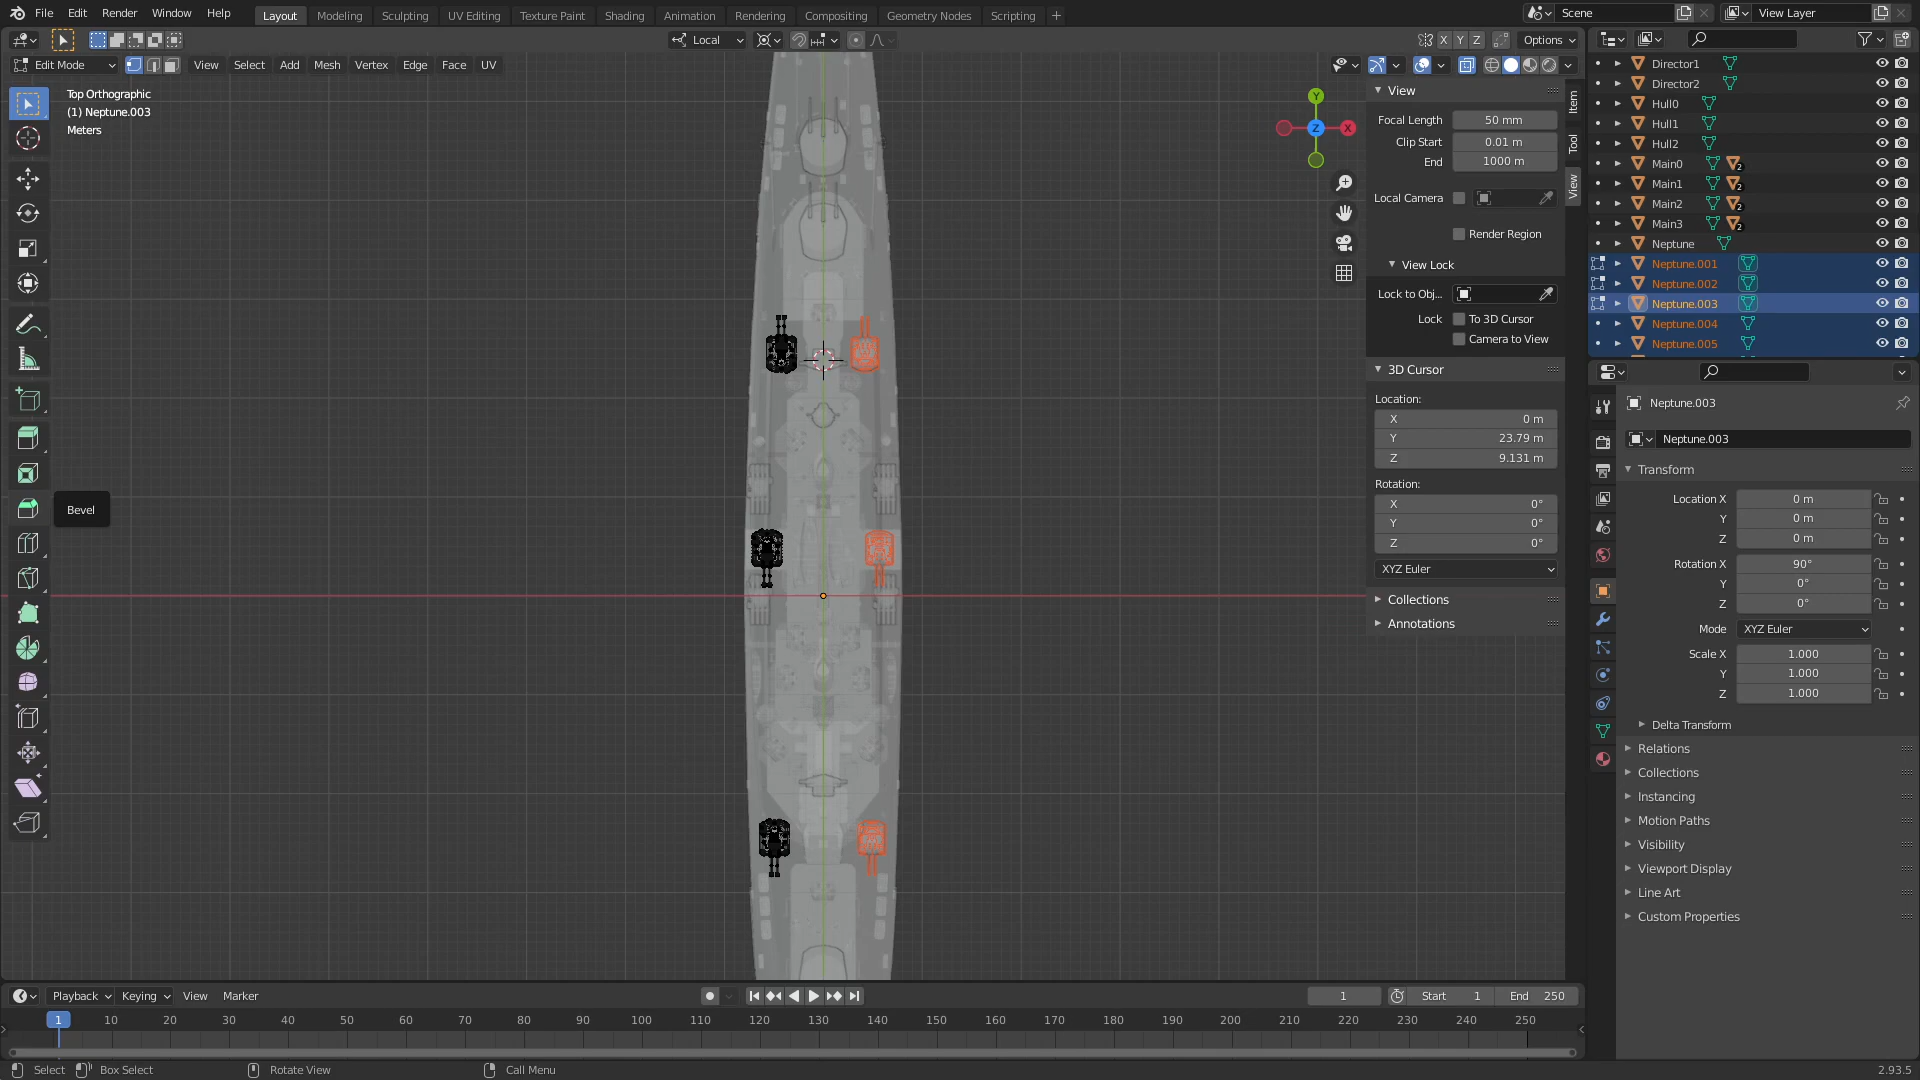 File Edit Render Window Help Layout Modeling Sculpting UV Editing Texture Paint Shading Animation Rendering Compositing Geometry Nodes Scripting + Scene View Layer
Local X Y Z Options
Edit Mode View Select Add Mesh Vertex Edge Face UV
Top Orthographic
(1) Neptune.003
Meters
Bevel
Y
Z
X
View
Focal Length 50 mm
Clip Start 0.01 m
End 1000 m
Local Camera
Render Region
View Lock
Lock to Obj...
Lock To 3D Cursor
Camera to View
3D Cursor
Location:
X 0 m
Y 23.79 m
Z 9.131 m
Rotation:
X 0°
Y 0°
Z 0°
XYZ Euler
Collections
Annotations
Item
Tool
View
Director1
Director2
Hull0
Hull1
Hull2
Main0 2
Main1 2
Main2 2
Main3 2
Neptune
Neptune.001
Neptune.002
Neptune.003
Neptune.004
Neptune.005
Neptune.003
Neptune.003
Transform
Location X 0 m
Y 0 m
Z 0 m
Rotation X 90°
Y 0°
Z 0°
Mode XYZ Euler
Scale X 1.000
Y 1.000
Z 1.000
Delta Transform
Relations
Collections
Instancing
Motion Paths
Visibility
Viewport Display
Line Art
Custom Properties
Playback Keying View Marker 1 Start 1 End 250
1 10 20 30 40 50 60 70 80 90 100 110 120 130 140 150 160 170 180 190 200 210 220 230 240 250
Select Box Select Rotate View Call Menu 2.93.5